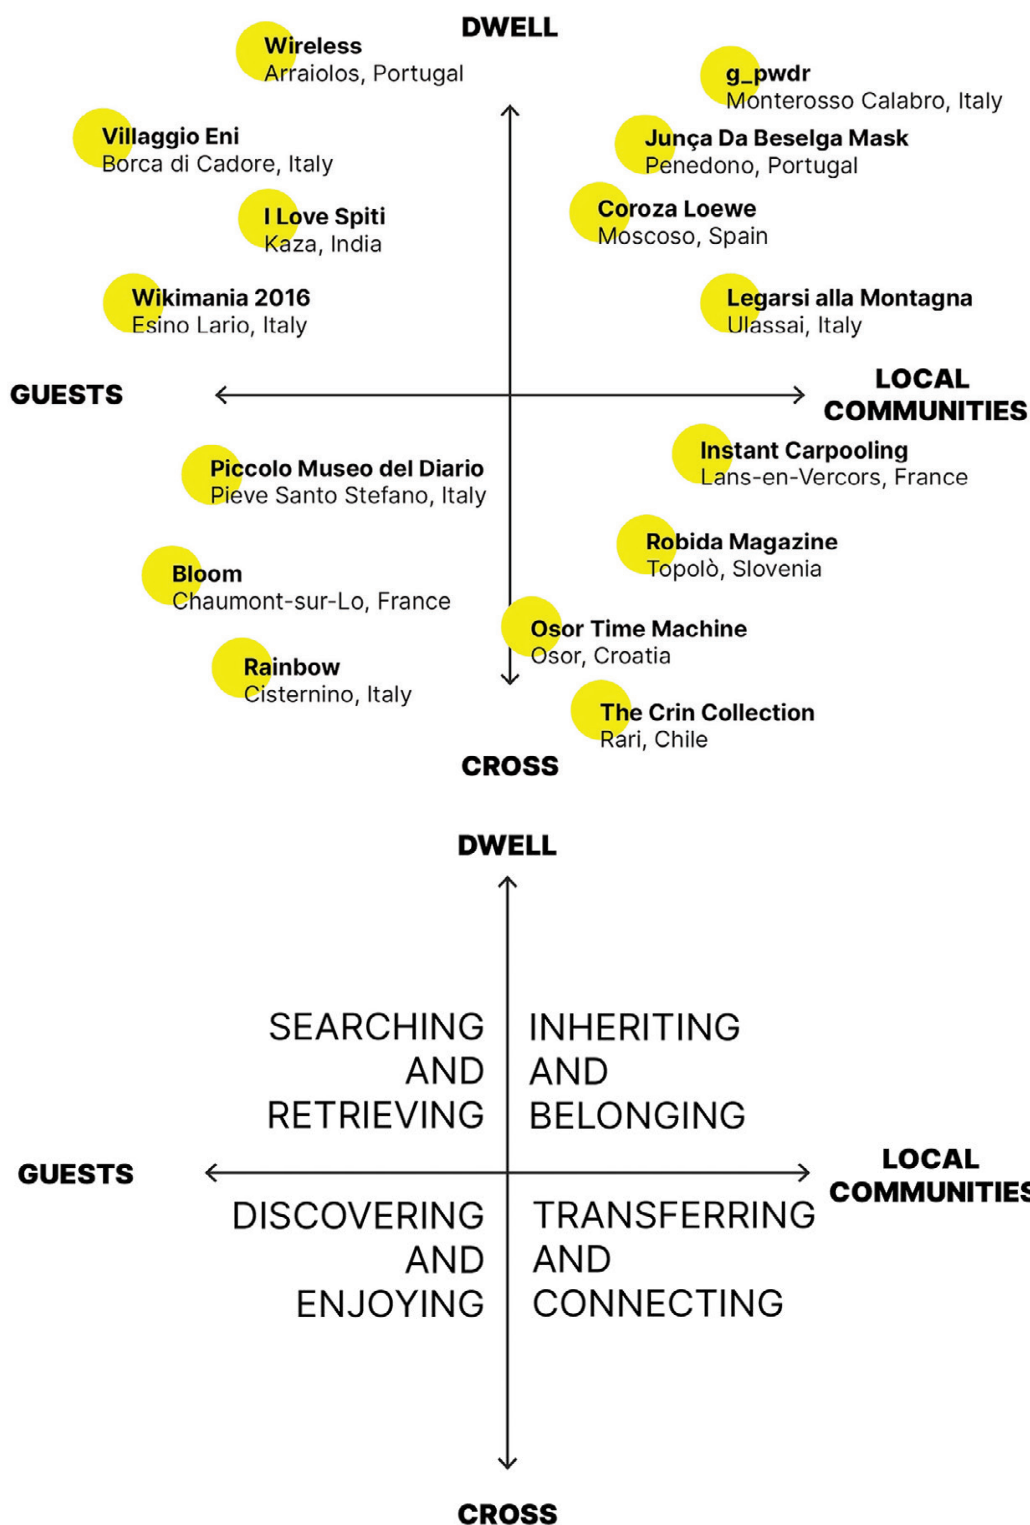 DWELL
Wireless
Arraiolos, Portugal
g_pwdr
Monterosso Calabro, Italy
Villaggio Eni
Borca di Cadore, Italy
Junça Da Beselga Mask
Penedono, Portugal
I Love Spiti
Kaza, India
Coroza Loewe
Moscoso, Spain
Wikimania 2016
Esino Lario, Italy
Legarsi alla Montagna
Ulassai, Italy
GUESTS
LOCAL
COMMUNITIES
Piccolo Museo del Diario
Pieve Santo Stefano, Italy
Instant Carpooling
Lans-en-Vercors, France
Bloom
Chaumont-sur-Lo, France
Robida Magazine
Topolò, Slovenia
Osor Time Machine
Osor, Croatia
Rainbow
Cisternino, Italy
The Crin Collection
Rari, Chile
CROSS
DWELL
SEARCHING
AND
RETRIEVING
INHERITING
AND
BELONGING
GUESTS
LOCAL
COMMUNITIES
DISCOVERING
AND
ENJOYING
TRANSFERRING
AND
CONNECTING
CROSS